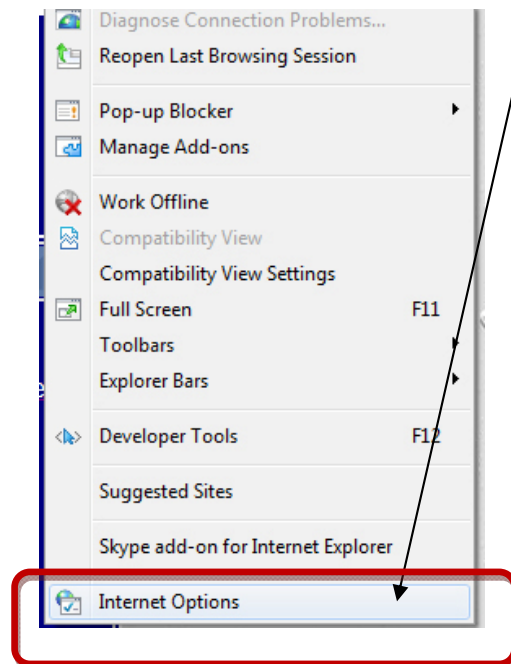 Diagnose Connection Problems...
Reopen Last Browsing Session
Pop-up Blocker
Manage Add-ons
Work Offline
Compatibility View
Compatibility View Settings
Full Screen F11
Toolbars
Explorer Bars
Developer Tools F12
Suggested Sites
Skype add-on for Internet Explorer
Internet Options